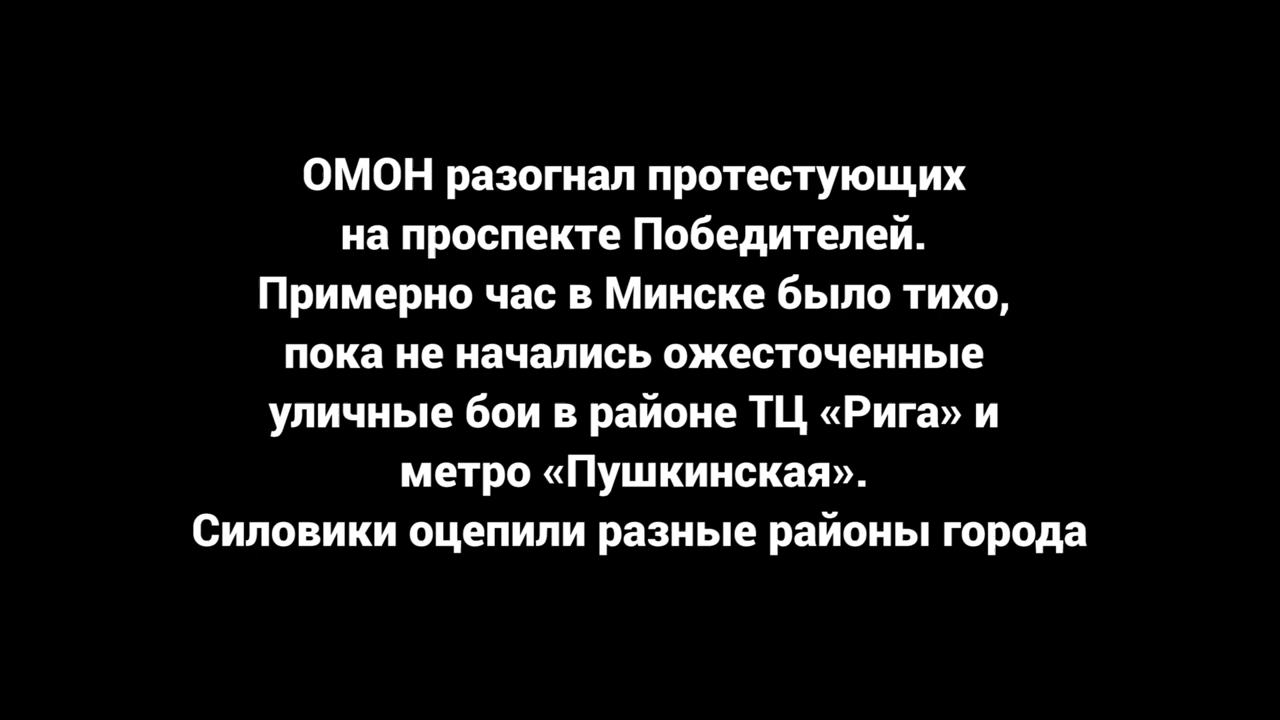 ОМОН разогнал протестующих
на проспекте Победителей.
Примерно час в Минске было тихо,
пока не начались ожесточенные
уличные бои в районе ТЦ «Рига» и
метро «Пушкинская».
Силовики оцепили разные районы города